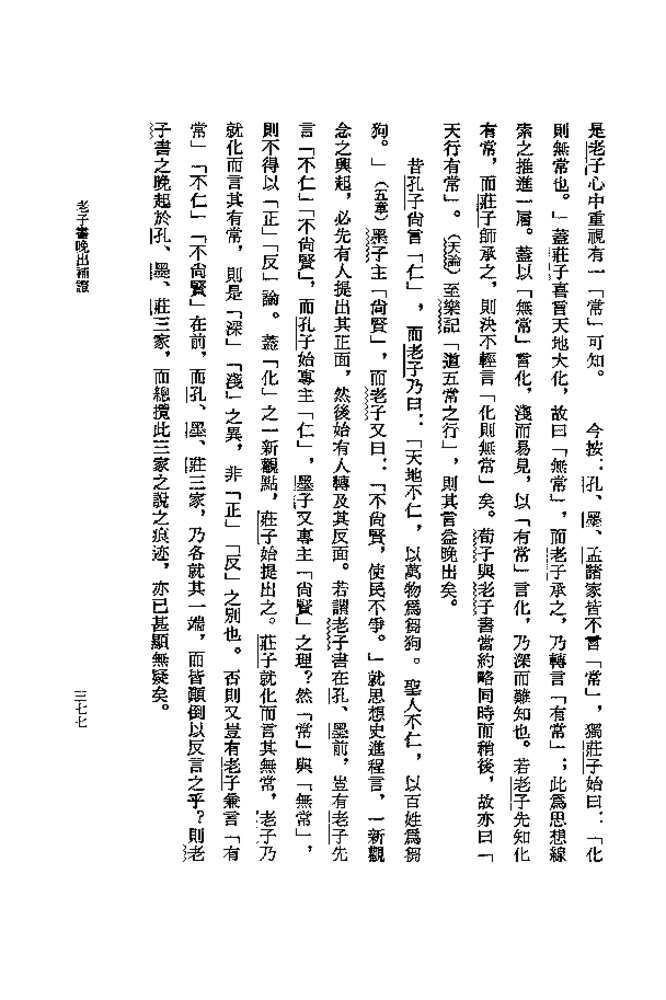 是老子心中重視有一「常」可知。　今按：孔、墨、孟諸家皆不言「常」，獨莊子始曰：「化
則無常也。」蓋莊子喜言天地大化，故曰「無常」，而老子承之，乃轉言「有常」；此爲思想線
索之推進一層。蓋以「無常」言化，淺而易見，以「有常」言化，乃深而難知也。若老子先知化
有常，而莊子師承之，則決不輕言「化則無常」矣。荀子與老子書當約略同時而稍後，故亦曰「
天行有常」。（天論）至樂記「道五常之行」，則其言益晚出矣。
昔孔子尙言「仁」，而老子乃曰：「天地不仁，以萬物爲芻狗。聖人不仁，以百姓爲芻
狗。」（五章）墨子主「尙賢」，而老子又曰：「不尙賢，使民不爭。」就思想史進程言，一新觀
念之興起，必先有人提出其正面，然後始有人轉及其反面。若謂老子書在孔、墨前，豈有老子先
言「不仁」「不尙賢」，而孔子始專主「仁」，墨子又專主「尙賢」之理？然「常」與「無常」，
則不得以「正」「反」論。蓋「化」之一新觀點，莊子始提出之。莊子就化而言其無常，老子乃
就化而言其有常，則是「深」「淺」之異，非「正」「反」之別也。否則又豈有老子兼言「有
常」「不仁」「不尙賢」在前，而孔、墨、莊三家，乃各就其一端，而皆顚倒以反言之乎？則老
子書之晚起於孔、墨、莊三家，而總攬此三家之說之痕迹，亦已甚顯無疑矣。
老子書晚出補證
三七七